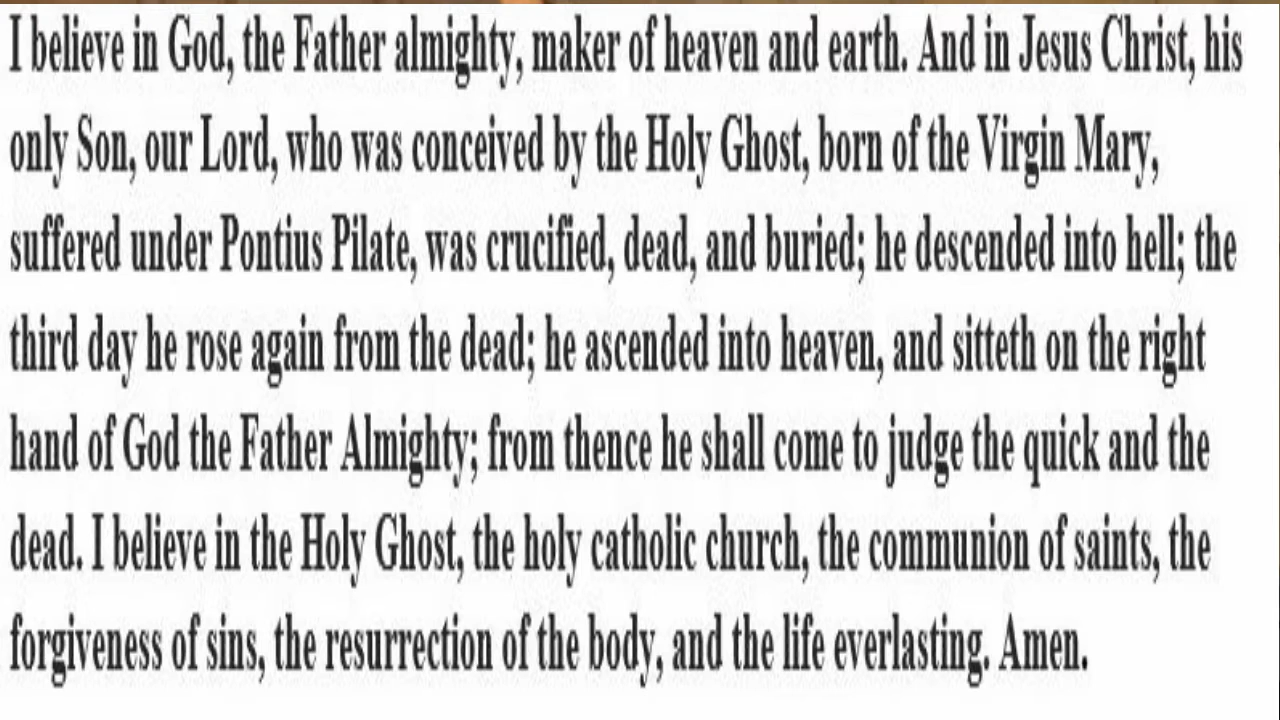 I believe in God, the Father almighty, maker of heaven and earth. And in Jesus Christ, his
only Son, our Lord, who was conceived by the Holy Ghost, born of the Virgin Mary,
suffered under Pontius Pilate, was crucified, dead, and buried; he descended into hell; the
third day he rose again from the dead; he ascended into heaven, and sitteth on the right
hand of God the Father Almighty; from thence he shall come to judge the quick and the
dead. I believe in the Holy Ghost, the holy catholic church, the communion of saints, the
forgiveness of sins, the resurrection of the body, and the life everlasting. Amen.